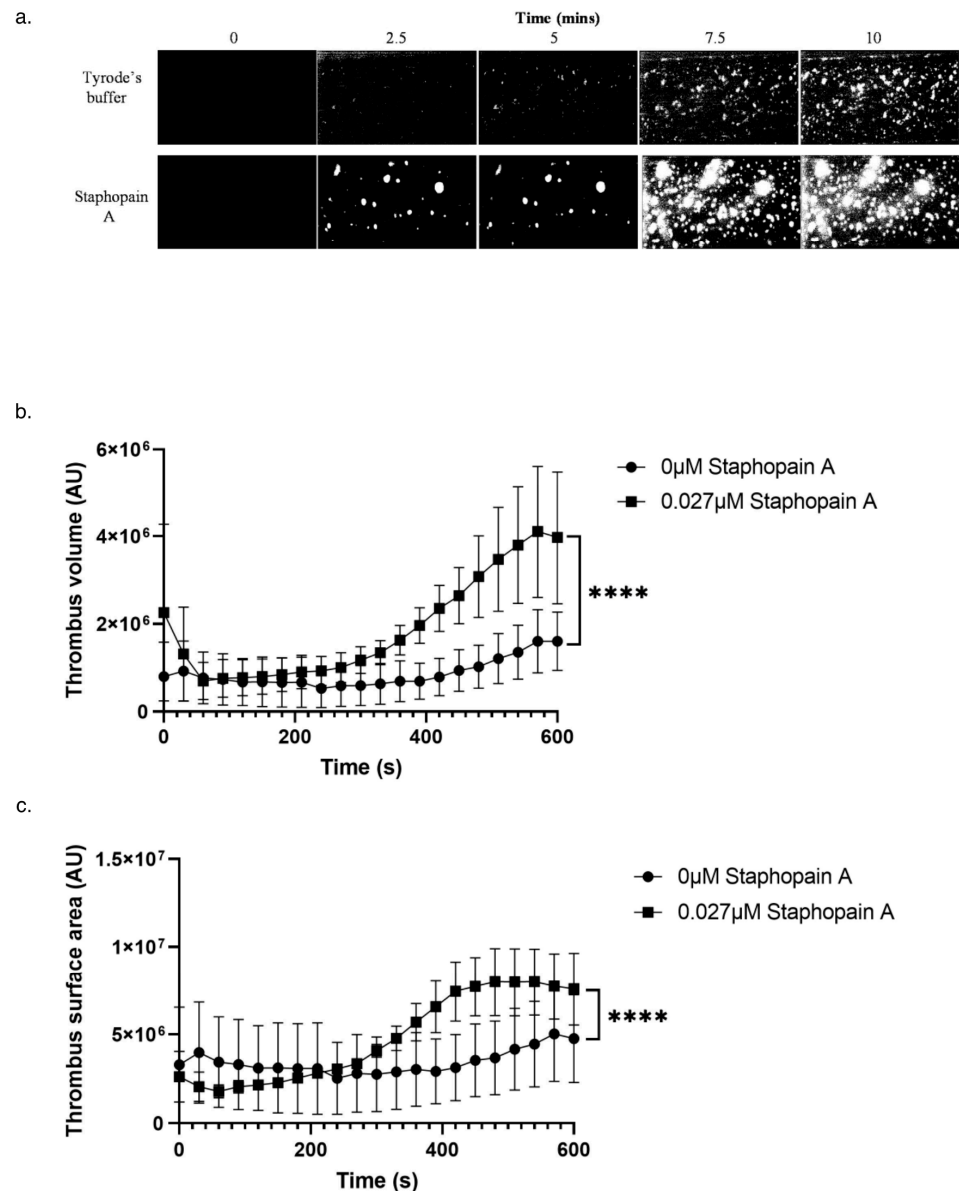 a.
Time (mins)
0 2.5 5 7.5 10
Tyrode's
buffer
Staphopain
A
b.
6×10⁶
4×10⁶
2×10⁶
0
Thrombus volume (AU)
0 200 400 600
Time (s)
0µM Staphopain A
0.027µM Staphopain A
****
c.
1.5×10⁷
1×10⁷
5×10⁶
0
Thrombus surface area (AU)
0 200 400 600
Time (s)
0µM Staphopain A
0.027µM Staphopain A
****